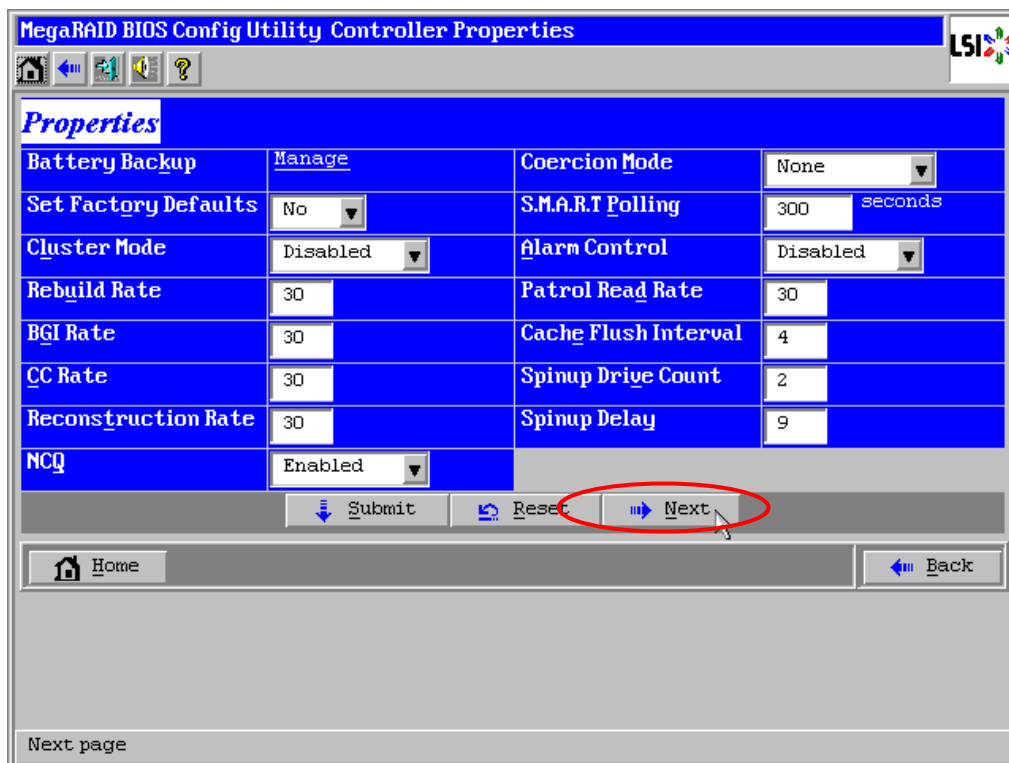 MegaRAID BIOS Config Utility Controller Properties
LSI
Properties
Battery Backup Manage Coercion Mode None
Set Factory Defaults No S.M.A.R.T Polling 300 seconds
Cluster Mode Disabled Alarm Control Disabled
Rebuild Rate 30 Patrol Read Rate 30
BGI Rate 30 Cache Flush Interval 4
CC Rate 30 Spinup Drive Count 2
Reconstruction Rate 30 Spinup Delay 9
NCQ Enabled
Submit Reset Next
Home Back
Next page